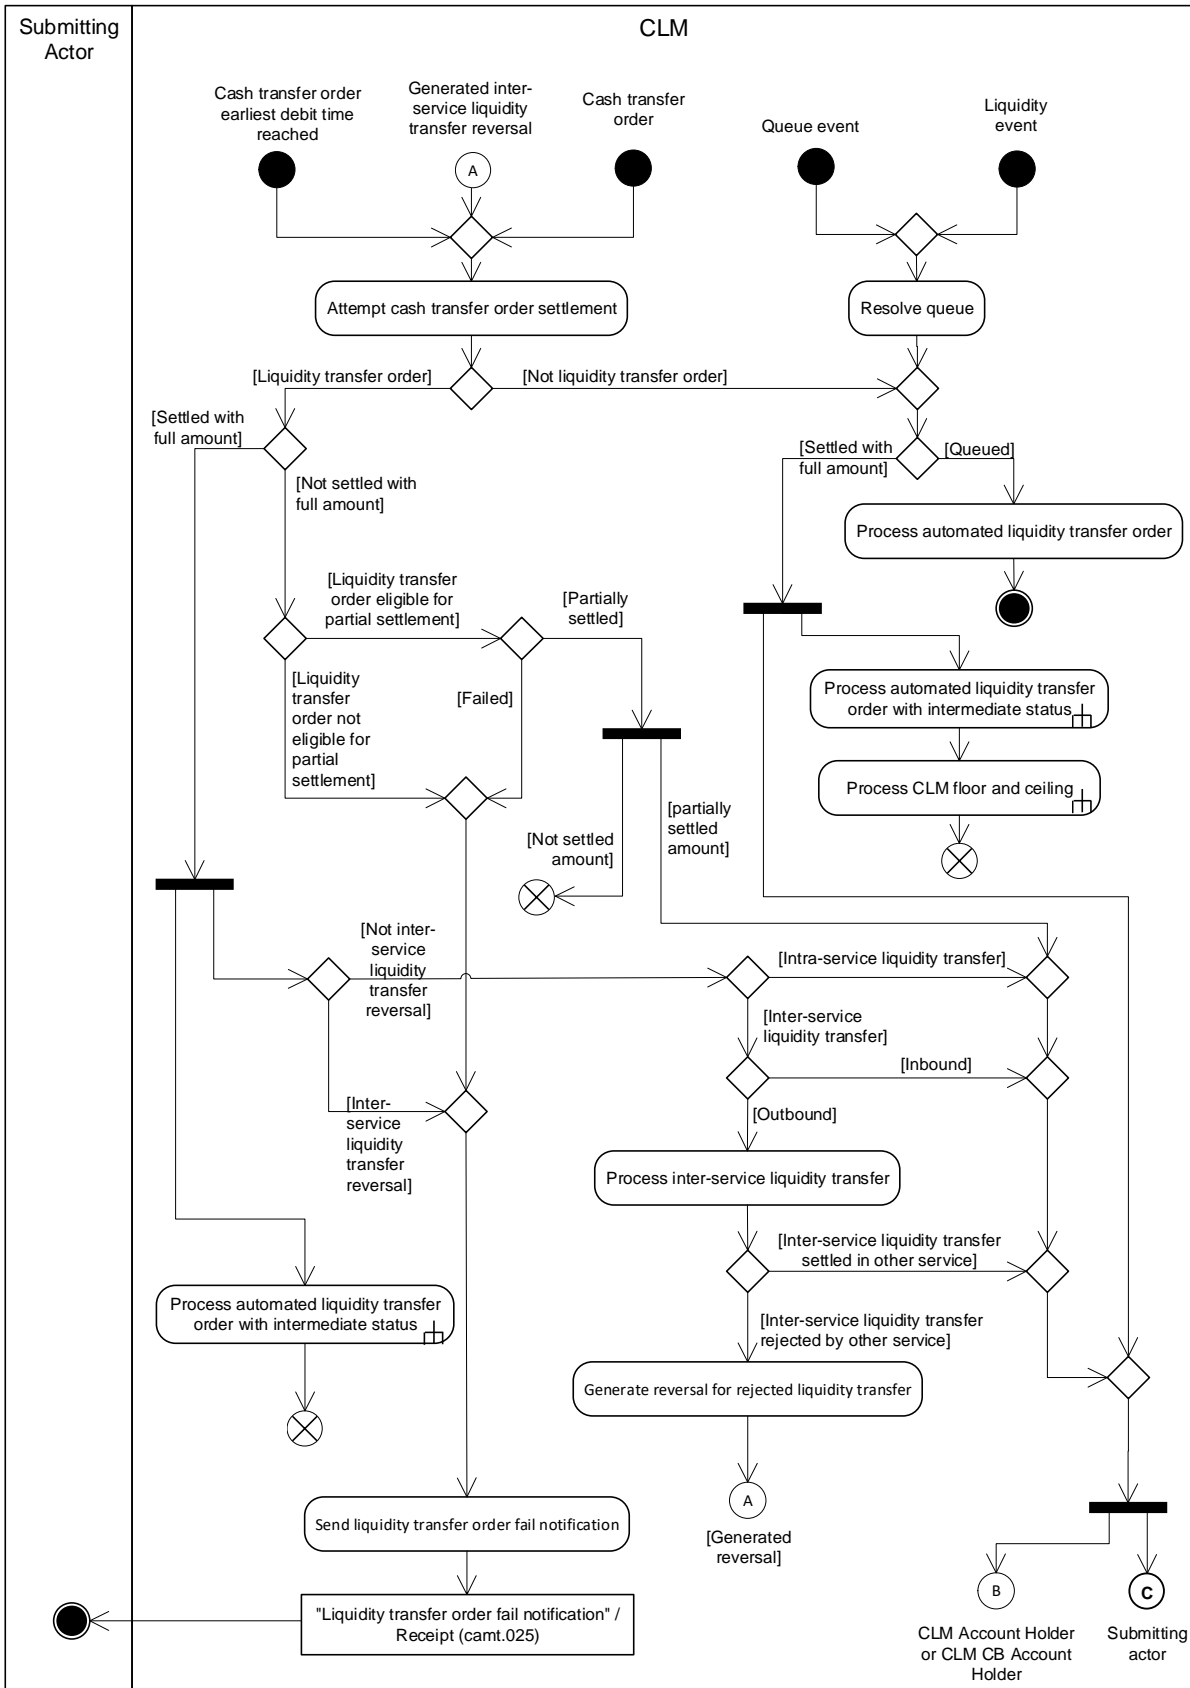 Submitting
Actor
CLM
Cash transfer order
earliest debit time
reached
Generated inter-
service liquidity
transfer reversal
Cash transfer
order
Queue event
Liquidity
event
A
Attempt cash transfer order settlement
Resolve queue
[Liquidity transfer order]
[Not liquidity transfer order]
[Settled with
full amount]
[Not settled with
full amount]
[Settled with
full amount]
[Queued]
Process automated liquidity transfer order
[Liquidity transfer
order eligible for
partial settlement]
[Partially
settled]
[Liquidity
transfer
order not
eligible for
partial
settlement]
[Failed]
Process automated liquidity transfer
order with intermediate status
Process CLM floor and ceiling
[Not settled
amount]
[partially
settled
amount]
[Not inter-
service
liquidity
transfer
reversal]
[Intra-service liquidity transfer]
[Inter-service
liquidity transfer]
[Inbound]
[Inter-
service
liquidity
transfer
reversal]
[Outbound]
Process inter-service liquidity transfer
[Inter-service liquidity transfer
settled in other service]
Process automated liquidity transfer
order with intermediate status
[Inter-service liquidity transfer
rejected by other service]
Generate reversal for rejected liquidity transfer
A
[Generated
reversal]
Send liquidity transfer order fail notification
"Liquidity transfer order fail notification" /
Receipt (camt.025)
B
C
CLM Account Holder
or CLM CB Account
Holder
Submitting
actor